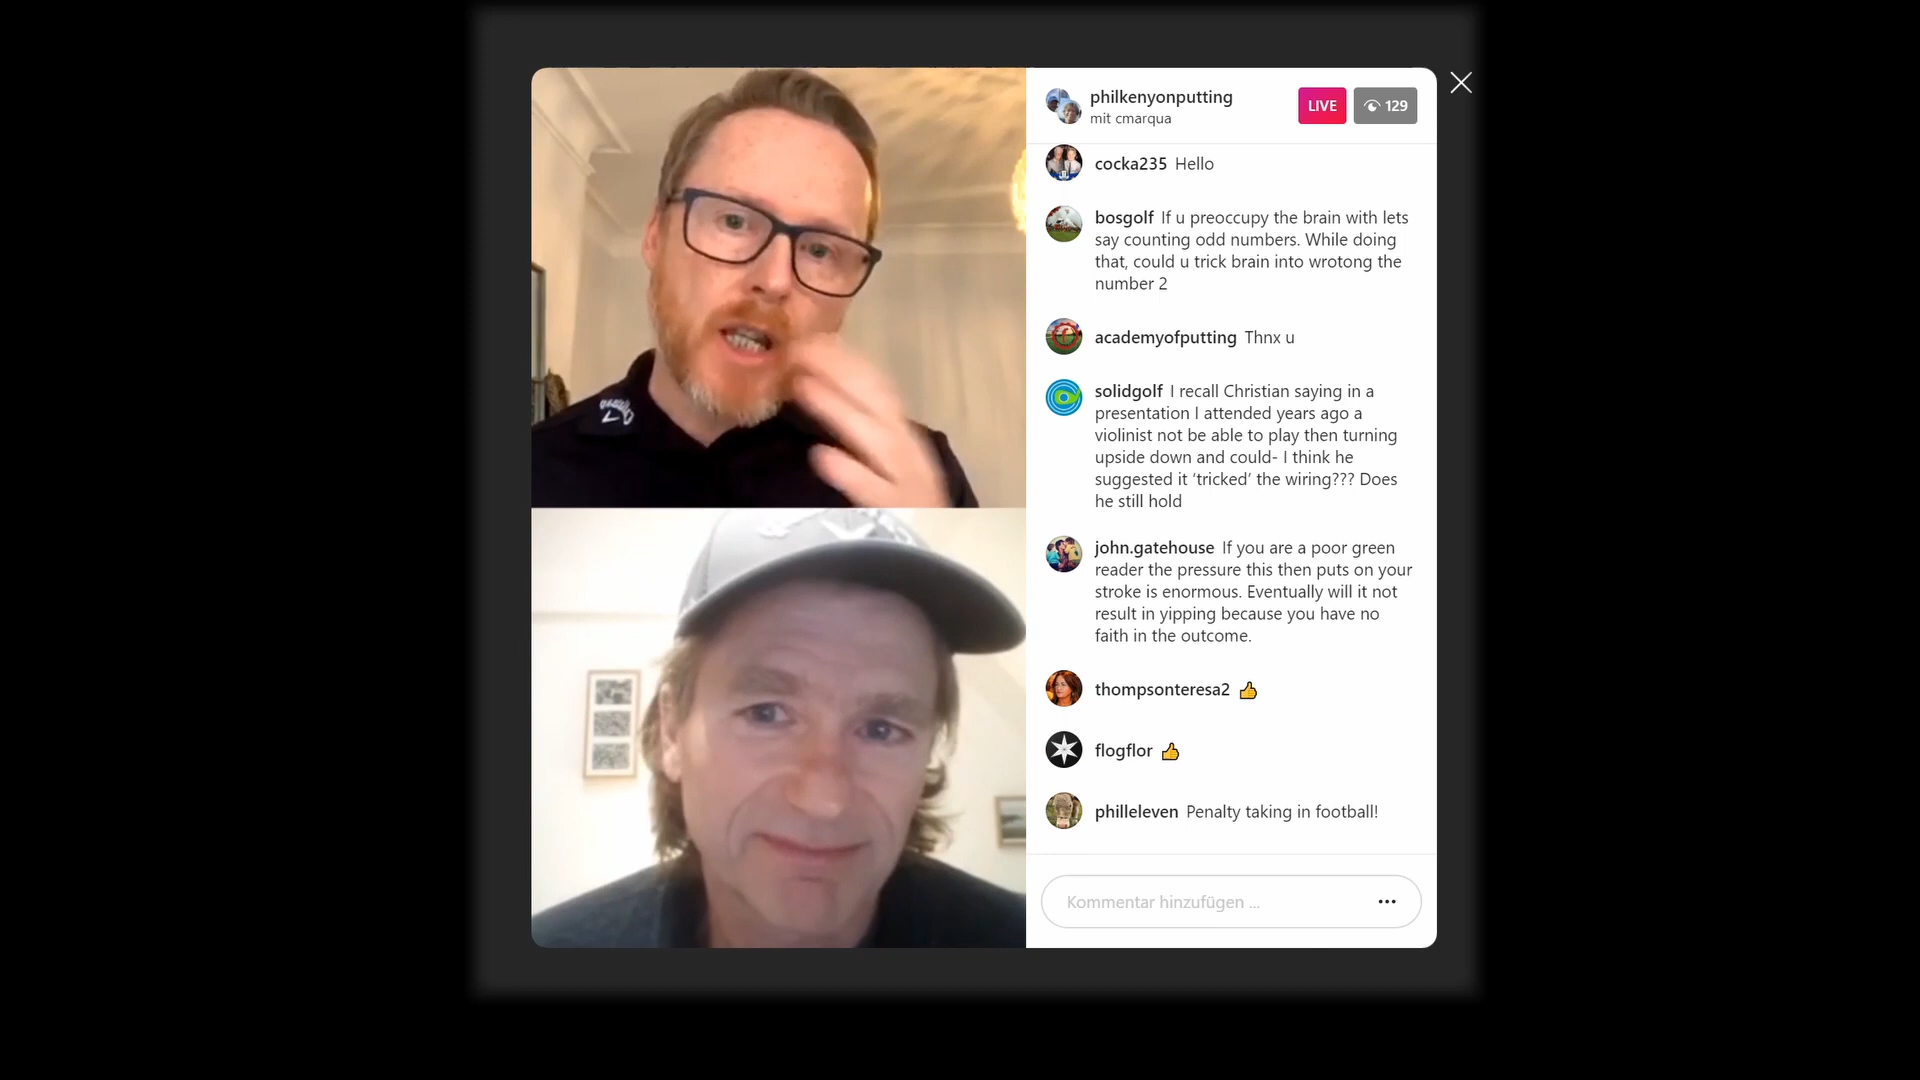 philkenyonputting
mit cmarqua
LIVE
129
cocka235 Hello
bosgolf If u preoccupy the brain with lets
say counting odd numbers. While doing
that, could u trick brain into wrotong the
number 2
academyofputting Thnx u
solidgolf I recall Christian saying in a
presentation I attended years ago a
violinist not be able to play then turning
upside down and could- I think he
suggested it ‘tricked’ the wiring??? Does
he still hold
john.gatehouse If you are a poor green
reader the pressure this then puts on your
stroke is enormous. Eventually will it not
result in yipping because you have no
faith in the outcome.
thompsonteresa2 👍
flogflor 👍
philleleven Penalty taking in football!
Kommentar hinzufügen ...